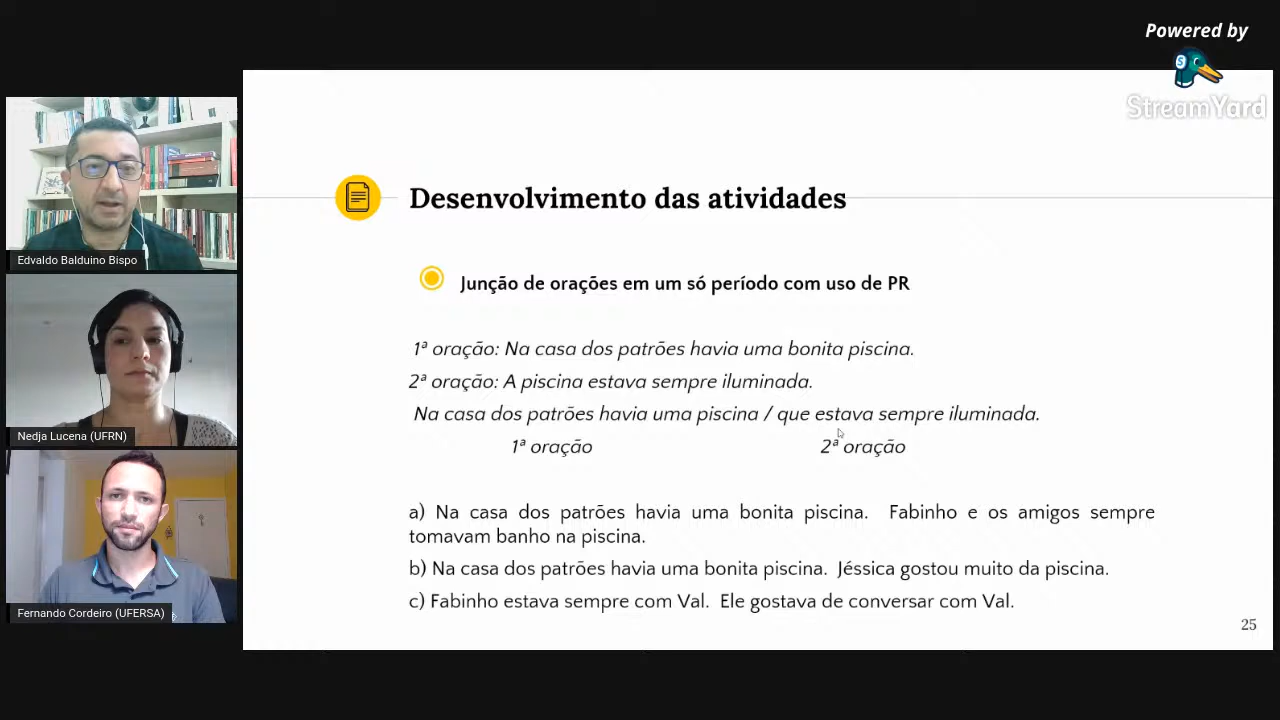 Powered by
StreamYard
Edvaldo Balduino Bispo
Nedja Lucena (UFRN)
Fernando Cordeiro (UFERSA)
Desenvolvimento das atividades
Junção de orações em um só período com uso de PR
1ª oração: Na casa dos patrões havia uma bonita piscina.
2ª oração: A piscina estava sempre iluminada.
Na casa dos patrões havia uma piscina / que estava sempre iluminada.
1ª oração 2ª oração
a) Na casa dos patrões havia uma bonita piscina. Fabinho e os amigos sempre
tomavam banho na piscina.
b) Na casa dos patrões havia uma bonita piscina. Jéssica gostou muito da piscina.
c) Fabinho estava sempre com Val. Ele gostava de conversar com Val.
25